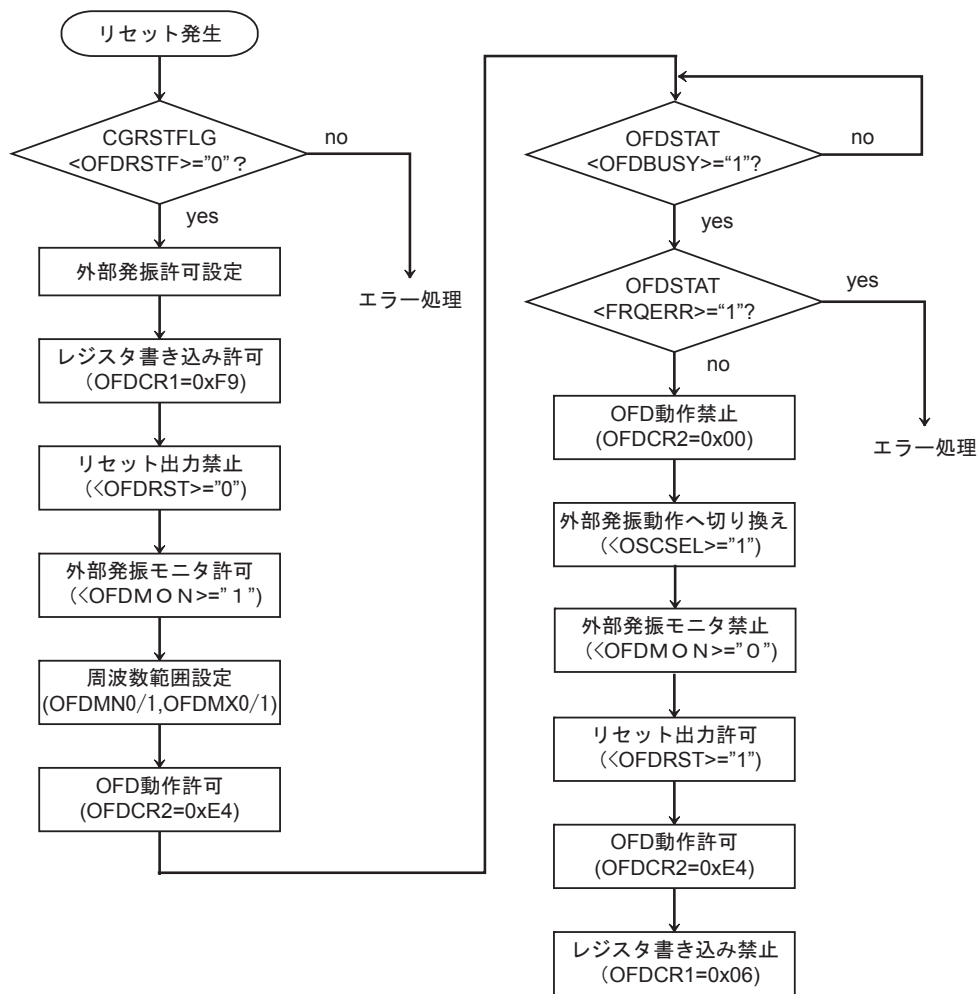 リセット発生
CGRSTFLG
<OFDRSTF>="0"?
no
yes
エラー処理
外部発振許可設定
レジスタ書き込み許可
(OFDCR1=0xF9)
リセット出力禁止
(<OFDRST>="0")
外部発振モニタ許可
(<OFDMON>="1")
周波数範囲設定
(OFDMN0/1,OFDMX0/1)
OFD動作許可
(OFDCR2=0xE4)
OFDSTAT
<OFDBUSY>="1"?
no
yes
OFDSTAT
<FRQERR>="1"?
yes
no
エラー処理
OFD動作禁止
(OFDCR2=0x00)
外部発振動作へ切り換え
(<OSCSEL>="1")
外部発振モニタ禁止
(<OFDMON>="0")
リセット出力許可
(<OFDRST>="1")
OFD動作許可
(OFDCR2=0xE4)
レジスタ書き込み禁止
(OFDCR1=0x06)